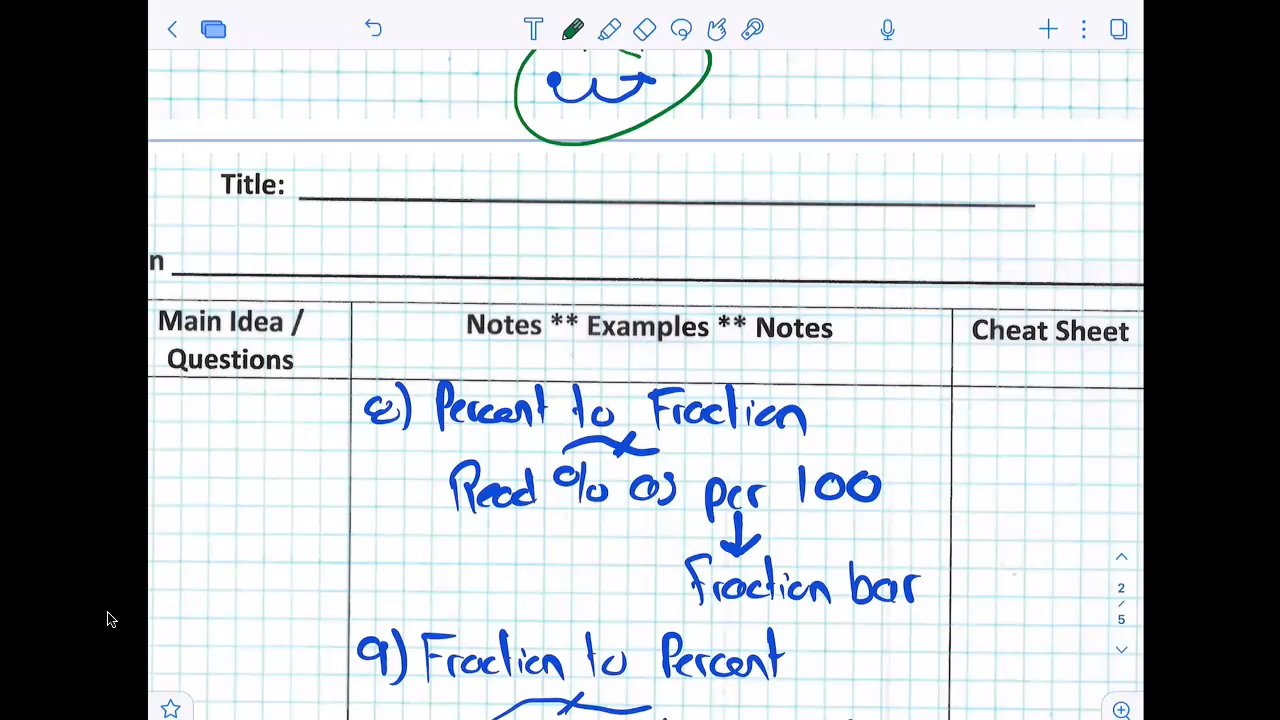 Title:
n
Main Idea / Questions
Notes ** Examples ** Notes
Cheat Sheet
8) Percent to Fraction
Read % as per 100
Fraction bar
9) Fraction to Percent
2
/
5